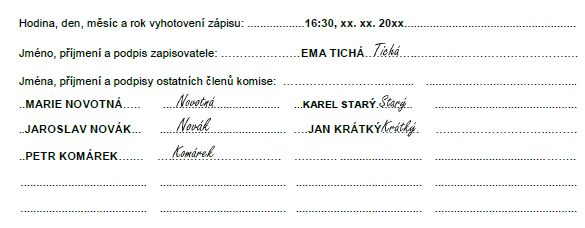 Hodina, den, měsíc a rok vyhotovení zápisu: ..................16:30, xx. xx. 20xx..........................................................
Jméno, příjmení a podpis zapisovatele: ………………………EMA TICHÁ...Tichá......................................................
Jména, příjmení a podpisy ostatních členů komise: ………………………………..... ..................................................
..MARIE NOVOTNÁ…... ......Novotná...................... ...KAREL STARÝ Starý.. ..................................................
..JAROSLAV NOVÁK... ......Novák...................... .....JAN KRÁTKÝ Krátký ..…………………………………...
..PETR KOMÁREK……. .....Komárek…………... ………………………………... …………………………………...
.......................................... .......................................... .......................................... ..................................................
.......................................... .......................................... .......................................... ..................................................